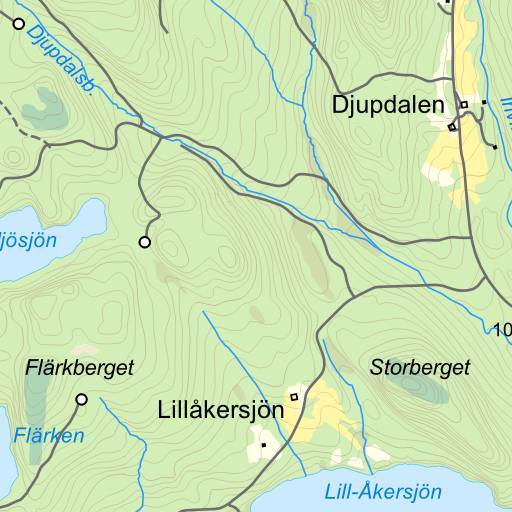 Djupdalsb.
Djupdalen
jösjön
10
Flärkberget
Storberget
Lillåkersjön
Flärken
Lill-Åkersjön